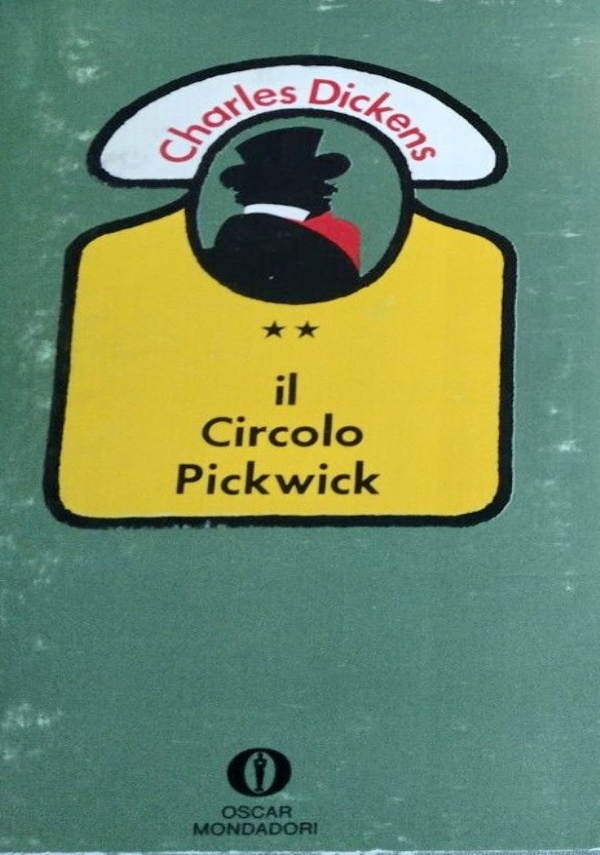 Charles Dickens
★★
il
Circolo
Pickwick
OSCAR
MONDADORI